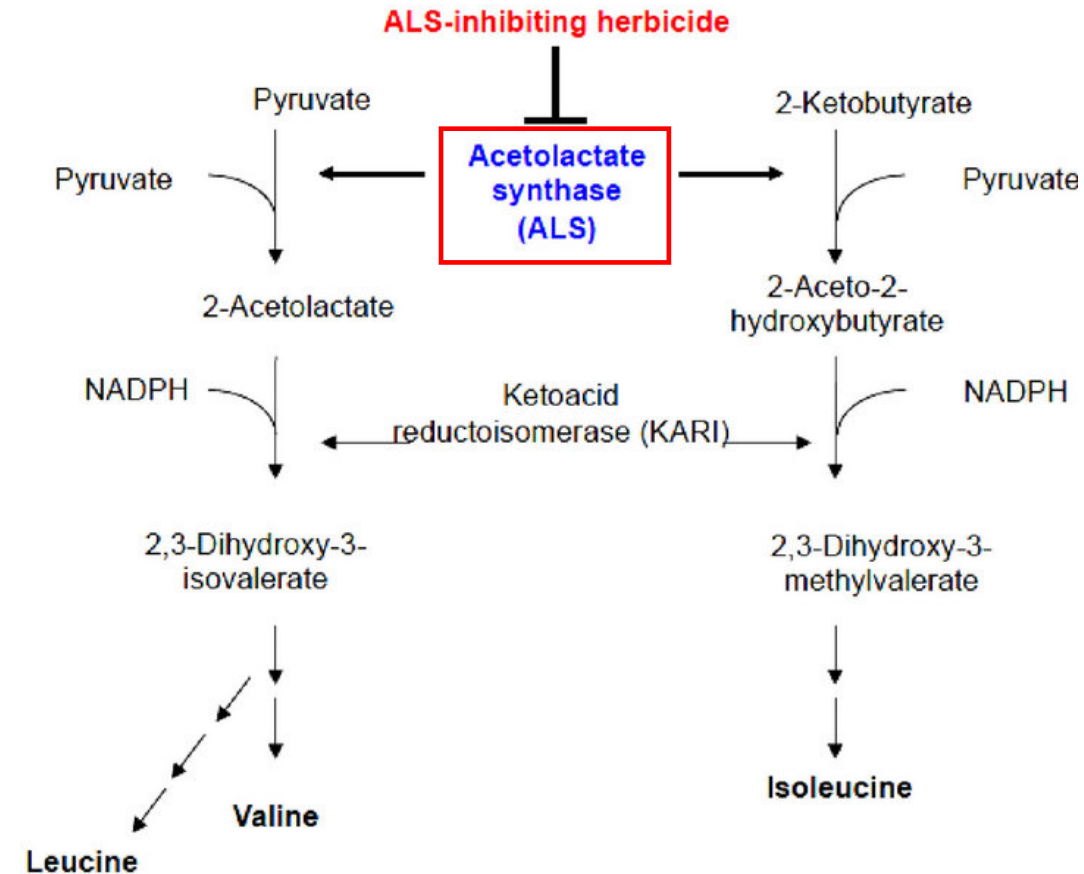 ALS-inhibiting herbicide
Pyruvate
2-Ketobutyrate
Pyruvate
Acetolactate
synthase
(ALS)
Pyruvate
2-Acetolactate
2-Aceto-2-
hydroxybutyrate
NADPH
Ketoacid
reductoisomerase (KARI)
NADPH
2,3-Dihydroxy-3-
isovalerate
2,3-Dihydroxy-3-
methylvalerate
Isoleucine
Valine
Leucine